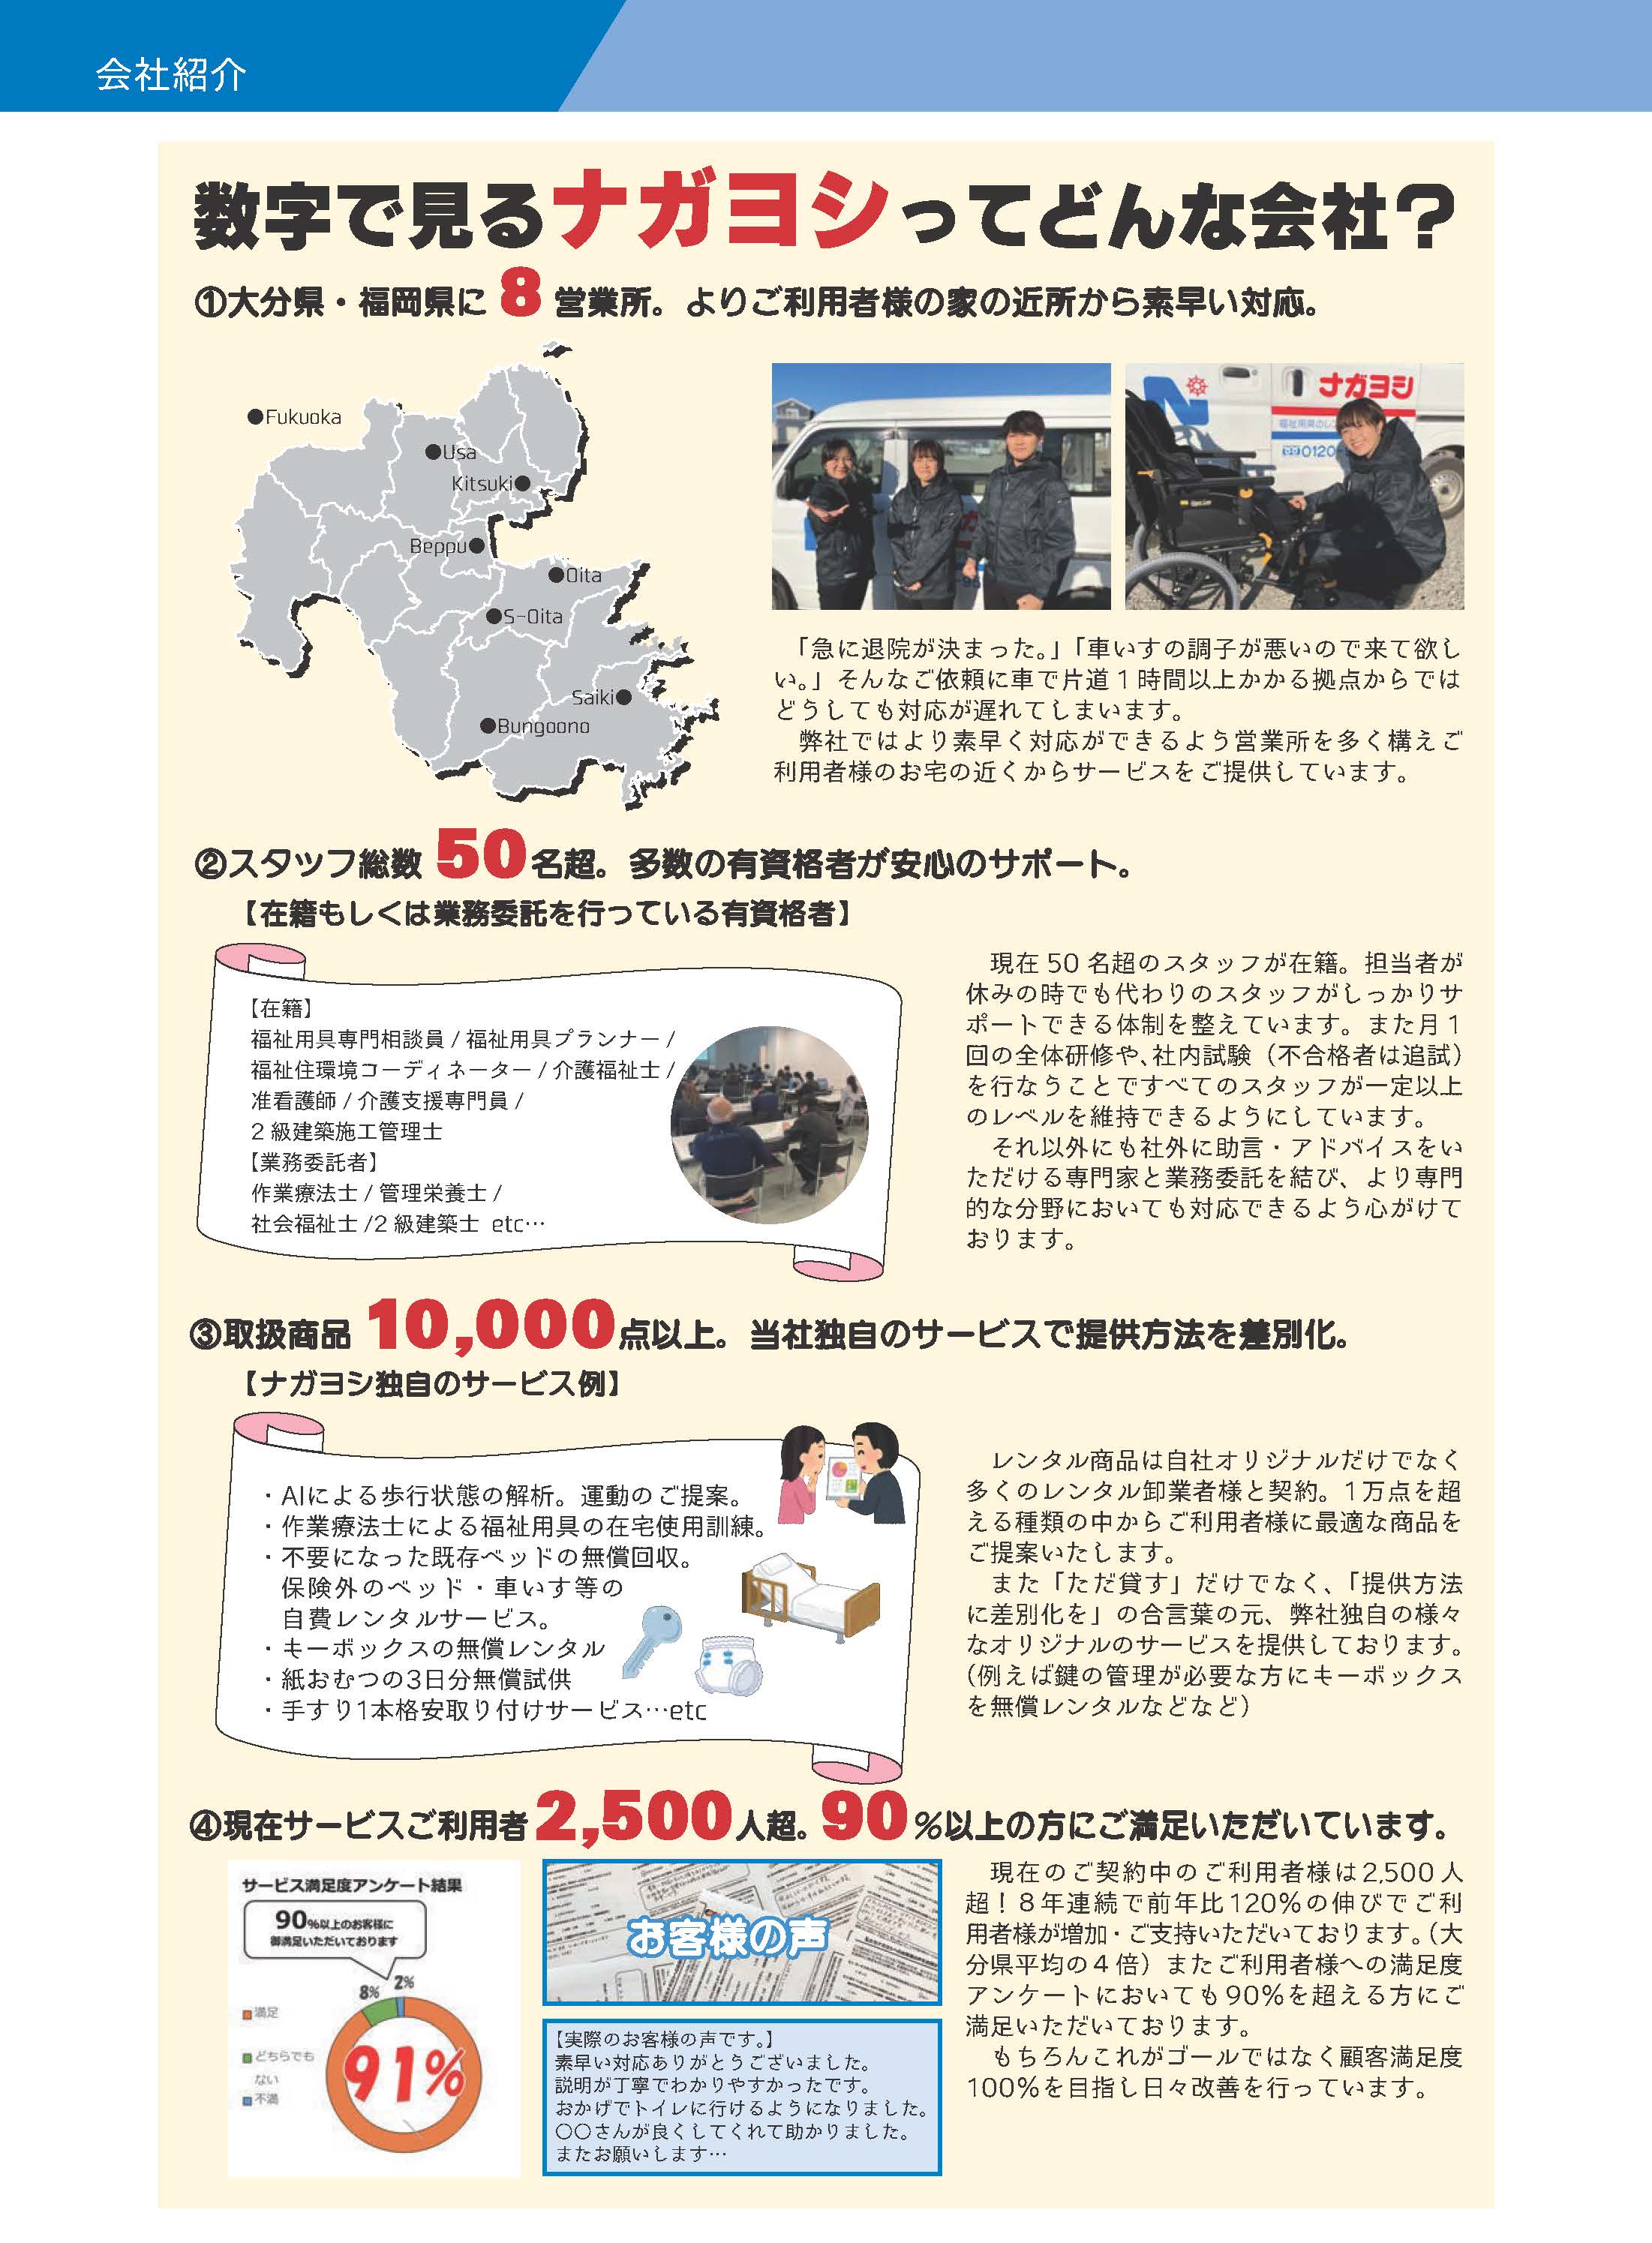 会社紹介
数字で見るナガヨシってどんな会社？
①大分県・福岡県に 8 営業所。よりご利用者様の家の近所から素早い対応。
Fukuoka
Usa
Kitsuki
Beppu
Oita
S-Oita
Saiki
Bungoono
ナガヨシ
福祉用具のレン
0120
「急に退院が決まった。」「車いすの調子が悪いので来て欲し
い。」そんなご依頼に車で片道１時間以上かかる拠点からでは
どうしても対応が遅れてしまいます。
弊社ではより素早く対応ができるよう営業所を多く構えご
利用者様のお宅の近くからサービスをご提供しています。
②スタッフ総数 50 名超。多数の有資格者が安心のサポート。
【在籍もしくは業務委託を行っている有資格者】
【在籍】
福祉用具専門相談員 / 福祉用具プランナー /
福祉住環境コーディネーター / 介護福祉士 /
准看護師 / 介護支援専門員 /
2 級建築施工管理士
【業務委託者】
作業療法士 / 管理栄養士 /
社会福祉士 /2 級建築士 etc…
現在 50 名超のスタッフが在籍。担当者が
休みの時でも代わりのスタッフがしっかりサ
ポートできる体制を整えています。また月 1
回の全体研修や、社内試験（不合格者は追試）
を行なうことですべてのスタッフが一定以上
のレベルを維持できるようにしています。
それ以外にも社外に助言・アドバイスをい
ただける専門家と業務委託を結び、より専門
的な分野においても対応できるよう心がけて
おります。
③取扱商品 10,000 点以上。当社独自のサービスで提供方法を差別化。
【ナガヨシ独自のサービス例】
・AIによる歩行状態の解析。運動のご提案。
・作業療法士による福祉用具の在宅使用訓練。
・不要になった既存ベッドの無償回収。
保険外のベッド・車いす等の
自費レンタルサービス。
・キーボックスの無償レンタル
・紙おむつの3日分無償試供
・手すり1本格安取り付けサービス…etc
レンタル商品は自社オリジナルだけでなく
多くのレンタル卸業者様と契約。1万点を超
える種類の中からご利用者様に最適な商品を
ご提案いたします。
また「ただ貸す」だけでなく、「提供方法
に差別化を」の合言葉の元、弊社独自の様々
なオリジナルのサービスを提供しております。
（例えば鍵の管理が必要な方にキーボックス
を無償レンタルなどなど）
④現在サービスご利用者 2,500 人超。90 %以上の方にご満足いただいています。
サービス満足度アンケート結果
90%以上のお客様に
御満足いただいております
8% 2%
満足
どちらでも
ない
不満
91%
お客様の声
【実際のお客様の声です。】
素早い対応ありがとうございました。
説明が丁寧でわかりやすかったです。
おかげでトイレに行けるようになりました。
○○さんが良くしてくれて助かりました。
またお願いします…
現在のご契約中のご利用者様は2,500 人
超！８年連続で前年比120%の伸びでご利
用者様が増加・ご支持いただいております。（大
分県平均の４倍）またご利用者様への満足度
アンケートにおいても90%を超える方にご
満足いただいております。
もちろんこれがゴールではなく顧客満足度
100%を目指し日々改善を行っています。